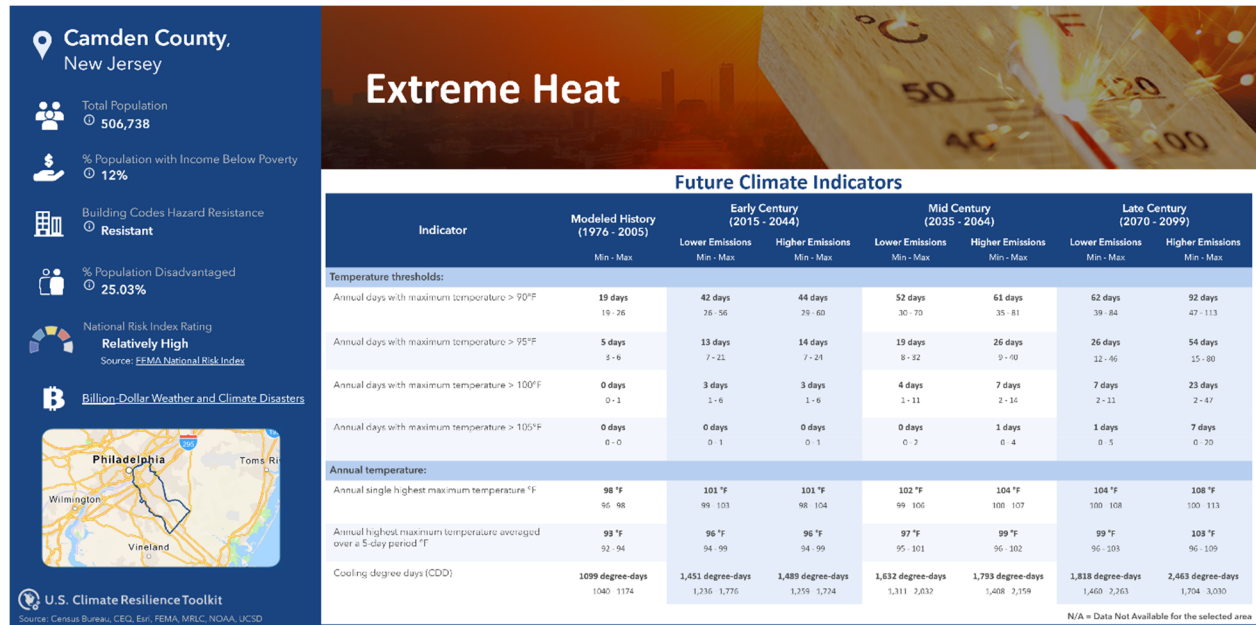 Camden County,
New Jersey
Total Population
506,738
% Population with Income Below Poverty
12%
Building Codes Hazard Resistance
Resistant
% Population Disadvantaged
25.03%
National Risk Index Rating
Relatively High
Source: FEMA National Risk Index
Billion-Dollar Weather and Climate Disasters
295
Philadelphia
Toms Ri
Wilmington
Vineland
U.S. Climate Resilience Toolkit
Source: Census Bureau, CEQ, Esri, FEMA, MRLC, NOAA, UCSD
Extreme Heat
°C F
50 120
40 100
Future Climate Indicators
Indicator
Modeled History
(1976 - 2005)
Early Century
(2015 - 2044)
Mid Century
(2035 - 2064)
Late Century
(2070 - 2099)
Lower Emissions Higher Emissions Lower Emissions Higher Emissions Lower Emissions Higher Emissions
Min - Max Min - Max Min - Max Min - Max Min - Max Min - Max Min - Max
Temperature thresholds:
Annual days with maximum temperature > 90°F 19 days 42 days 44 days 52 days 61 days 62 days 92 days
19 - 26 26 - 56 29 - 60 30 - 70 35 - 81 39 - 84 47 - 113
Annual days with maximum temperature > 95°F 5 days 13 days 14 days 19 days 26 days 26 days 54 days
3 - 6 7 - 21 7 - 24 8 - 32 9 - 40 12 - 46 15 - 80
Annual days with maximum temperature > 100°F 0 days 3 days 3 days 4 days 7 days 7 days 23 days
0 - 1 1 - 6 1 - 6 1 - 11 2 - 14 2 - 11 2 - 47
Annual days with maximum temperature > 105°F 0 days 0 days 0 days 0 days 1 days 1 days 7 days
0 - 0 0 - 1 0 - 1 0 - 2 0 - 4 0 - 5 0 - 20
Annual temperature:
Annual single highest maximum temperature °F 98 °F 101 °F 101 °F 102 °F 104 °F 104 °F 108 °F
96 - 98 99 - 103 98 - 104 99 - 106 100 - 107 100 - 108 100 - 113
Annual highest maximum temperature averaged
over a 5-day period °F 93 °F 96 °F 96 °F 97 °F 99 °F 99 °F 103 °F
92 - 94 94 - 99 94 - 99 95 - 101 96 - 102 96 - 103 96 - 109
Cooling degree days (CDD) 1099 degree-days 1,451 degree-days 1,489 degree-days 1,632 degree-days 1,793 degree-days 1,818 degree-days 2,463 degree-days
1040 - 1174 1,236 - 1,776 1,259 - 1,724 1,311 - 2,032 1,408 - 2,159 1,460 - 2,263 1,704 - 3,030
N/A = Data Not Available for the selected area